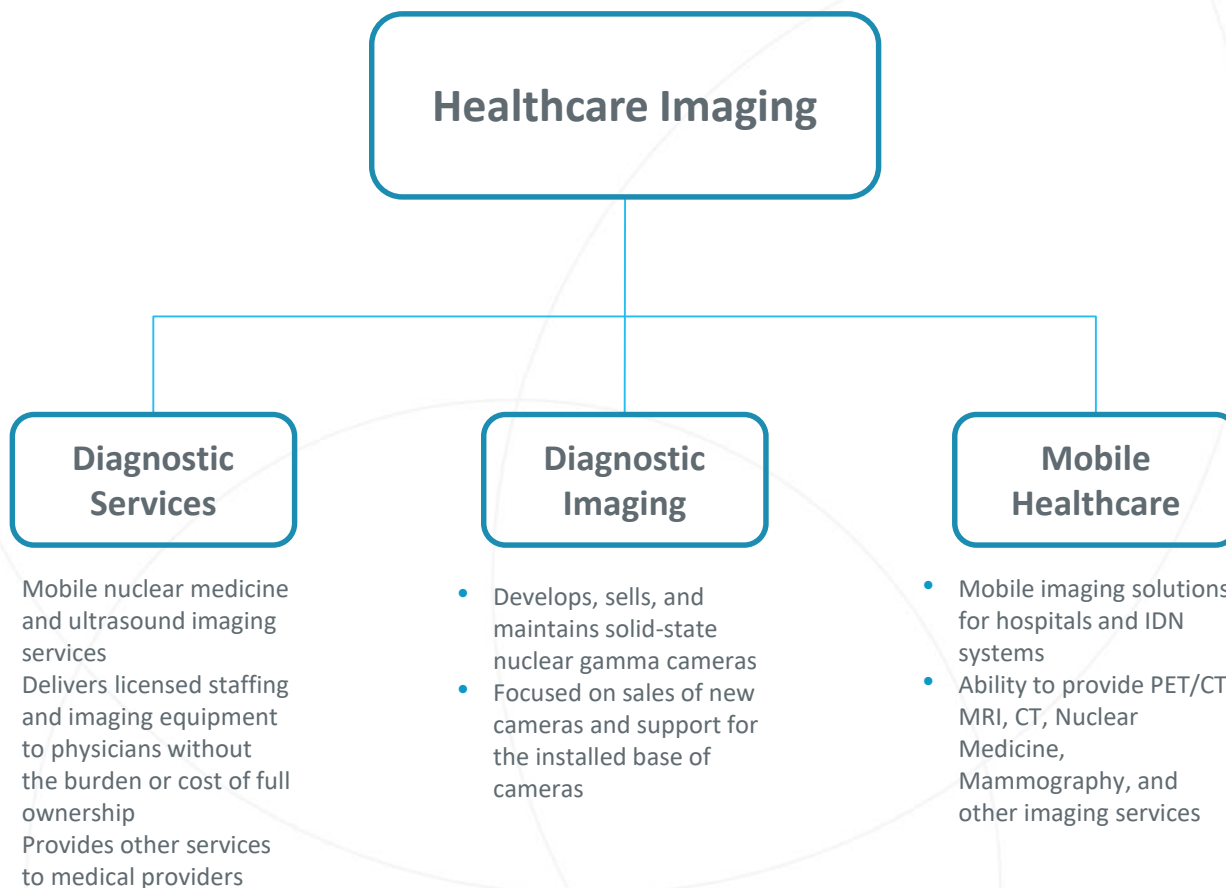 Healthcare Imaging
Diagnostic
Services
Mobile nuclear medicine
and ultrasound imaging
services
Delivers licensed staffing
and imaging equipment
to physicians without
the burden or cost of full
ownership
Provides other services
to medical providers
Diagnostic
Imaging
• Develops, sells, and
maintains solid-state
nuclear gamma cameras
• Focused on sales of new
cameras and support for
the installed base of
cameras
Mobile
Healthcare
• Mobile imaging solutions
for hospitals and IDN
systems
• Ability to provide PET/CT
MRI, CT, Nuclear
Medicine,
Mammography, and
other imaging services